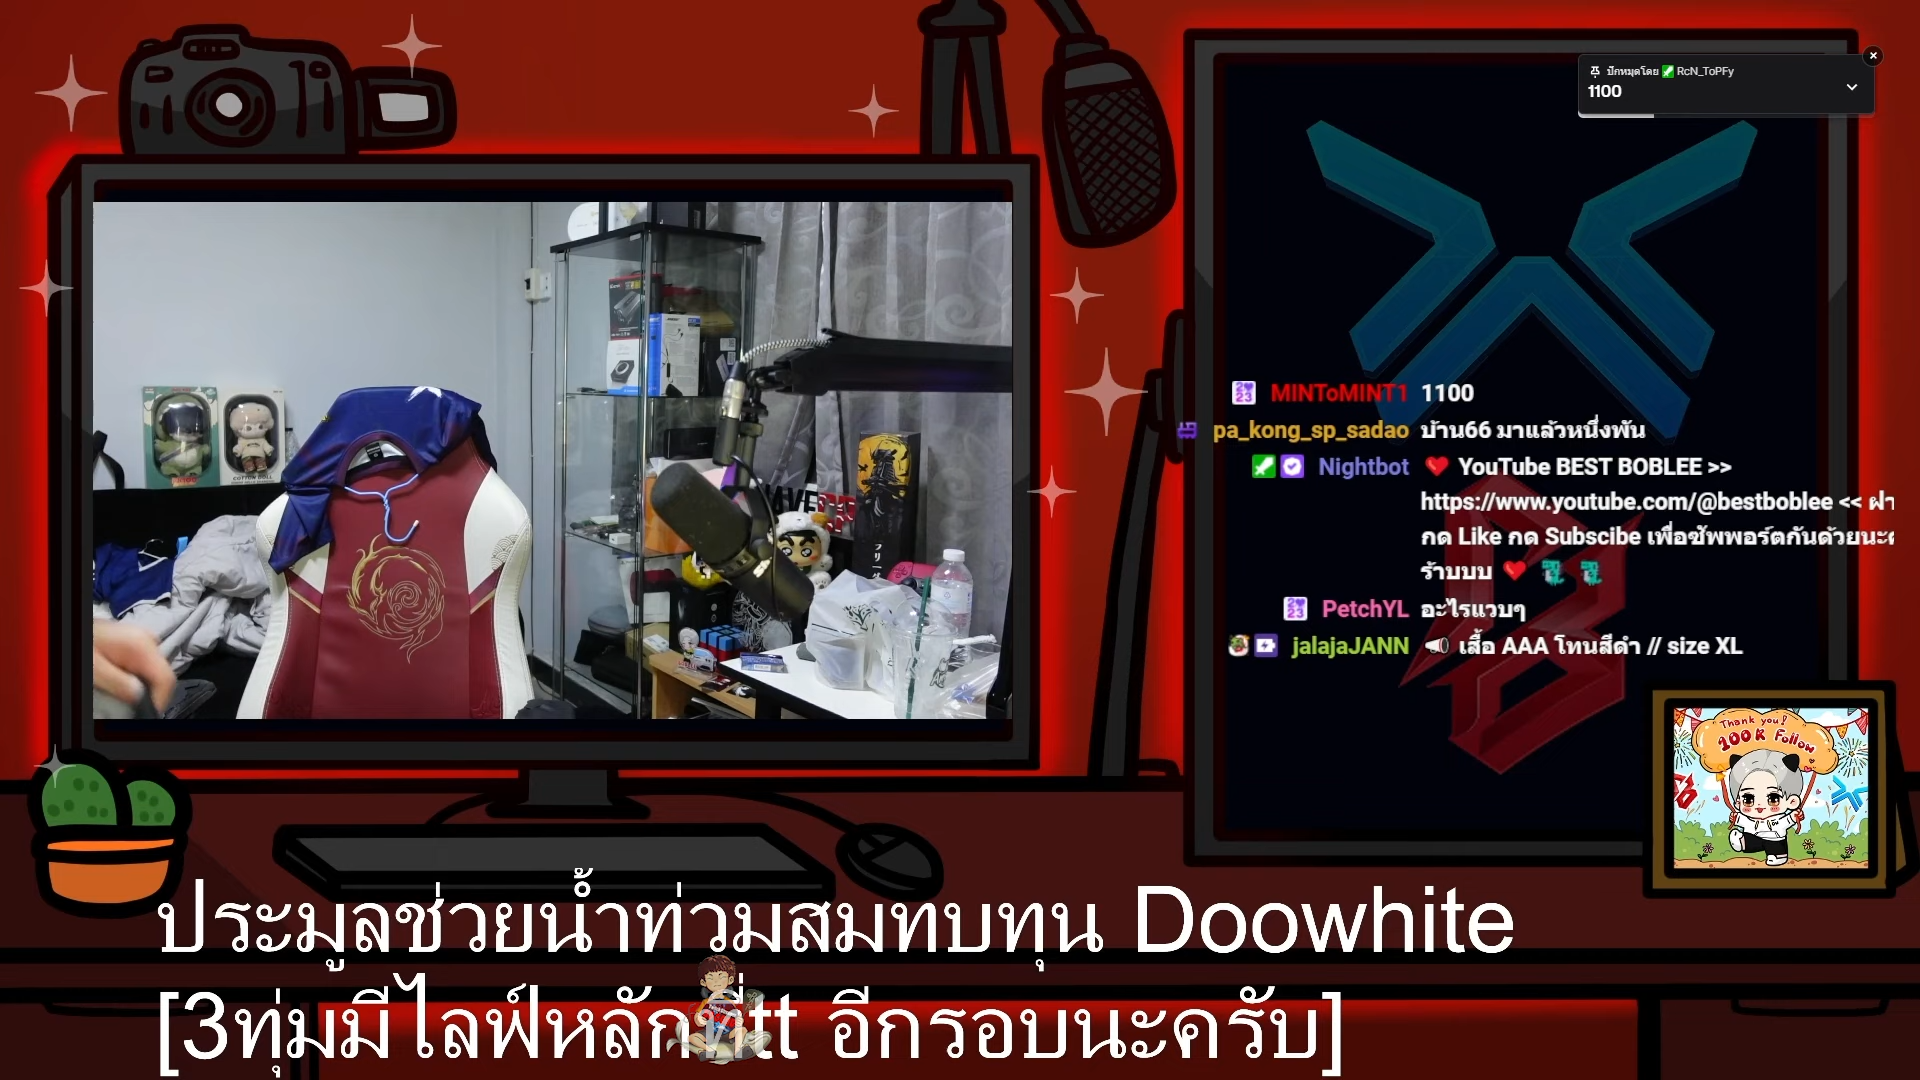 ปักหมุดโดย RcN_ToPFy
1100
MINToMINT1 1100
pa_kong_sp_sadao บ้าน66 มาแล้วหนึ่งพัน
Nightbot YouTube BEST BOBLEE >>
https://www.youtube.com/@bestboblee << ฝา
กด Like กด Subscibe เพื่อซัพพอร์ตกันด้วยนะค
ร้าบบบ
PetchYL อะไรแวบๆ
jalajaJANN เสื้อ AAA โทนสีดำ // size XL
Thank you!
100K Follow
ประมูลช่วยน้ำท่วมสมทบทุน Doowhite
[3ทุ่มมีไลฟ์หลักที่tt อีกรอบนะครับ]